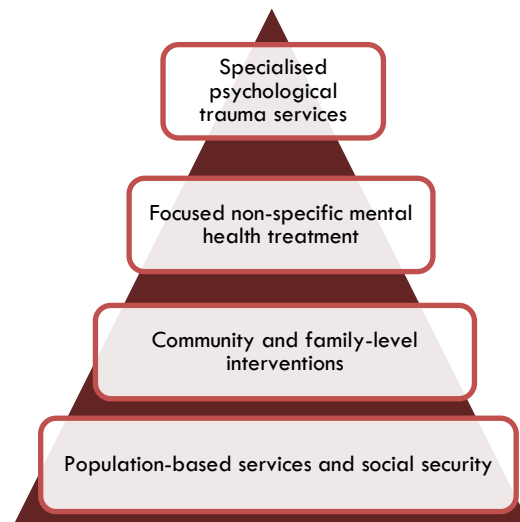 Specialised
psychological
trauma services
Focused non-specific mental
health treatment
Community and family-level
interventions
Population-based services and social security